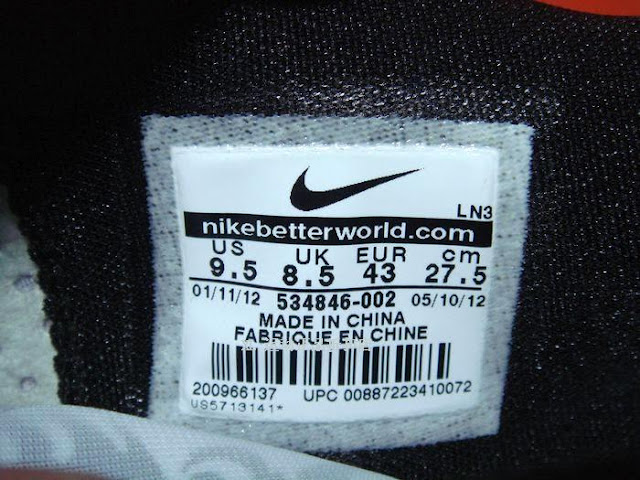 LN3
nikebetterworld.com
US UK EUR cm
9.5 8.5 43 27.5
01/11/12 534846-002 05/10/12
MADE IN CHINA
FABRIQUE EN CHINE
200966137 UPC 00887223410072
US5713141*